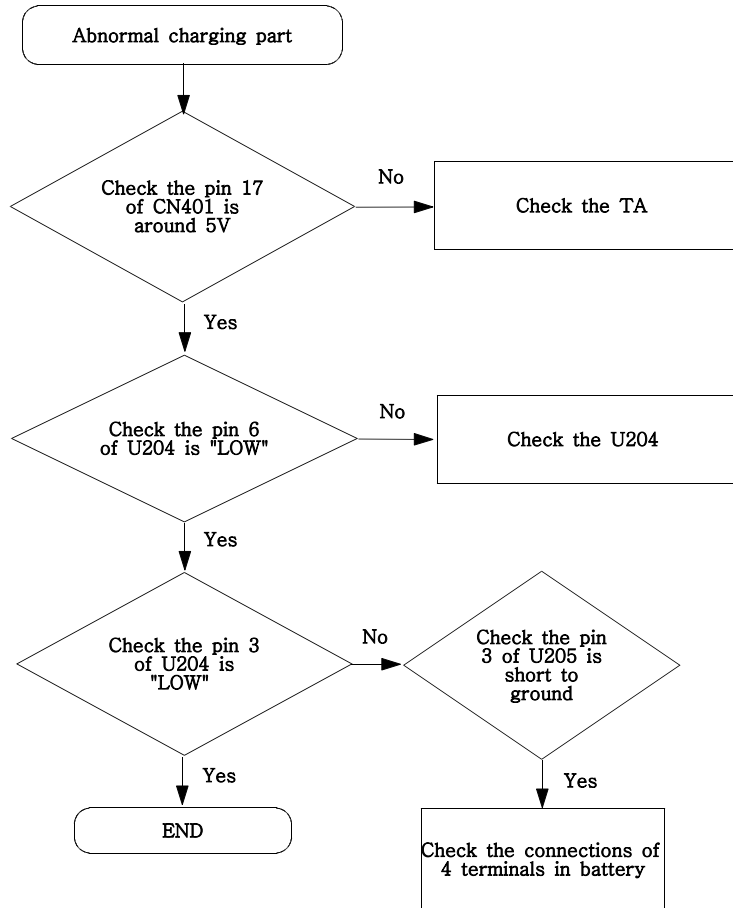 Abnormal charging part
Check the pin 17
of CN401 is
around 5V
No
Check the TA
Yes
Check the pin 6
of U204 is "LOW"
No
Check the U204
Yes
Check the pin 3
of U204 is
"LOW"
No
Check the pin
3 of U205 is
short to
ground
Yes
END
Yes
Check the connections of
4 terminals in battery